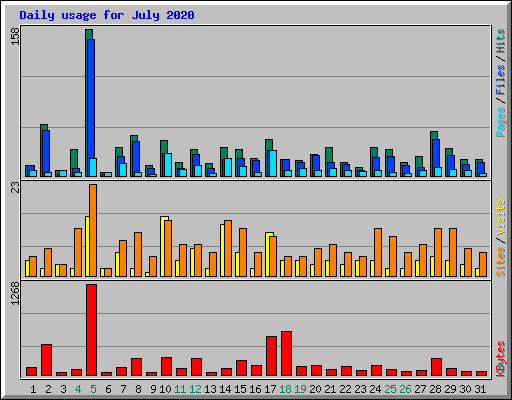 Daily usage for July 2020
158
Pages / Files / Hits
23
Sites / Visits
1268
KBytes
1 2 3 4 5 6 7 8 9 10 11 12 13 14 15 16 17 18 19 20 21 22 23 24 25 26 27 28 29 30 31